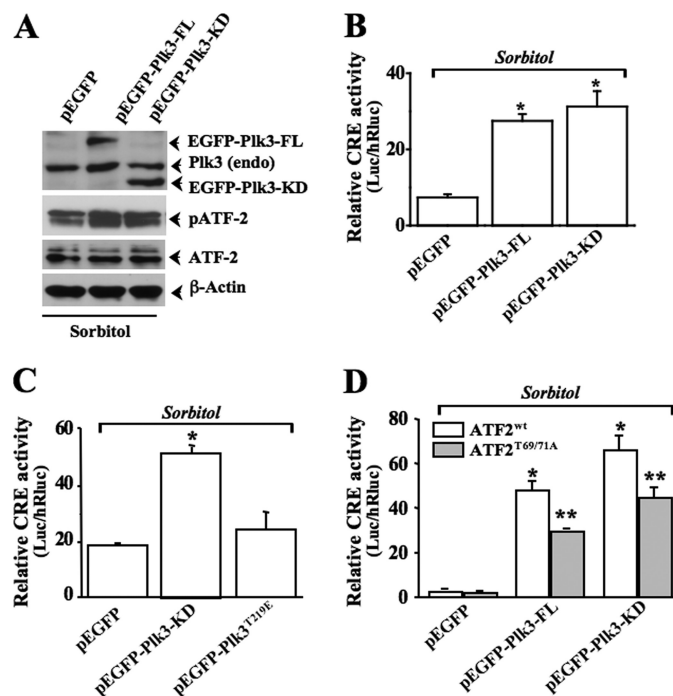 A
pEGFP
pEGFP-Plk3-FL
pEGFP-Plk3-KD
EGFP-Plk3-FL
Plk3 (endo)
EGFP-Plk3-KD
pATF-2
ATF-2
β-Actin
Sorbitol
B
Sorbitol
Relative CRE activity
(Luc/hRluc)
40
20
0
*
*
pEGFP
pEGFP-Plk3-FL
pEGFP-Plk3-KD
C
Sorbitol
Relative CRE activity
(Luc/hRluc)
60
40
20
0
*
pEGFP
pEGFP-Plk3-KD
pEGFP-Plk3T219E
D
Sorbitol
ATF2wt
ATF2T69/71A
Relative CRE activity
(Luc/hRluc)
80
60
40
20
0
*
**
*
**
pEGFP
pEGFP-Plk3-FL
pEGFP-Plk3-KD